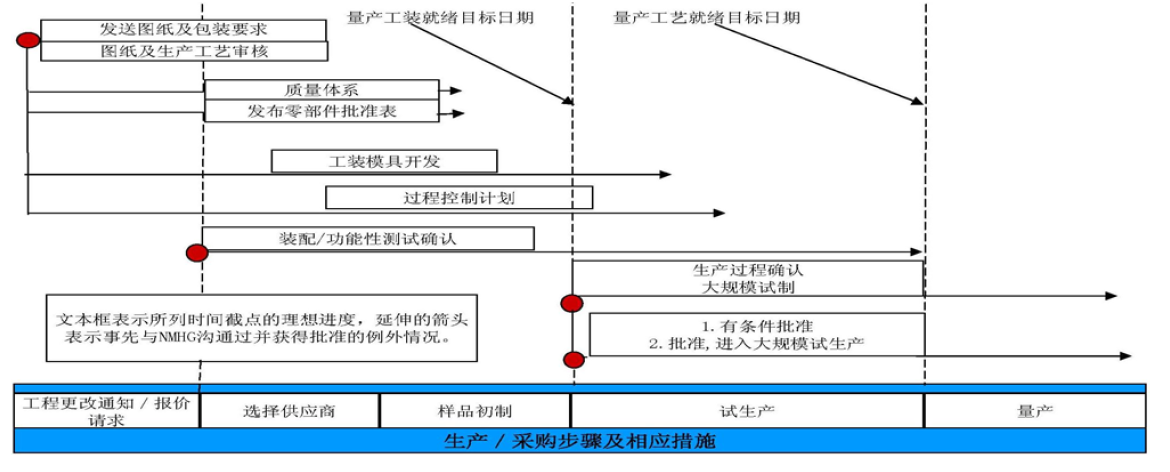 量产工装就绪目标日期
量产工艺就绪目标日期
发送图纸及包装要求
图纸及生产工艺审核
质量体系
发布零部件批准表
工装模具开发
过程控制计划
装配/功能性测试确认
生产过程确认
大规模试制
文本框表示所列时间截点的理想进度，延伸的箭头
表示事先与NMHG沟通过并获得批准的例外情况。
1.有条件批准
2.批准,进入大规模试生产
工程更改通知/报价
请求
选择供应商
样品初制
试生产
量产
生产/采购步骤及相应措施